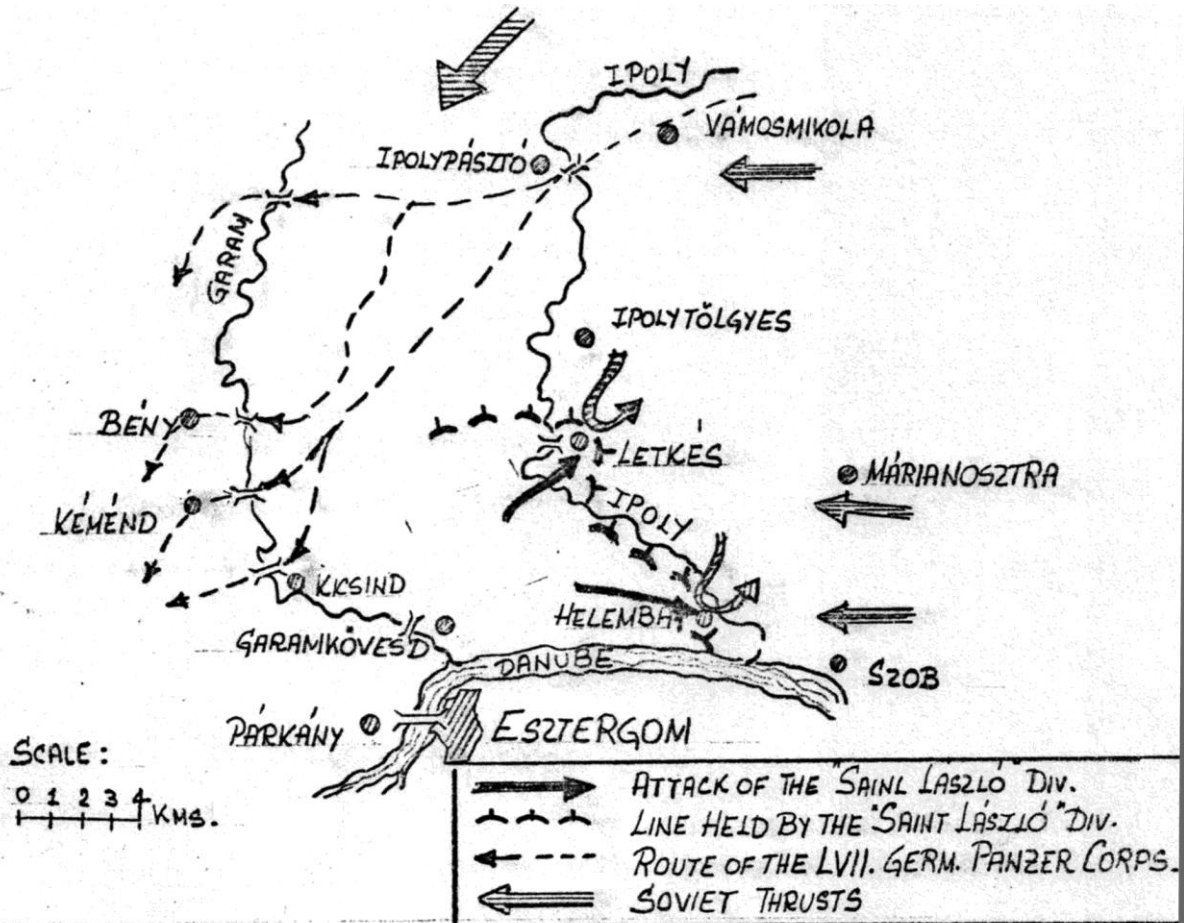 IPOLY
VÁMOSMIKOLA
IPOLYPÁSZTÓ
GARAM
IPOLYTÖLGYES
BÉNY
LETKÉS
MÁRIANOSZTRA
IPOLY
KÉMÉND
KICSIND
HELEMBA
GARAMKÖVESD
DANUBE
SZOB
PÁRKÁNY
ESZTERGOM
SCALE:
0 1 2 3 4 KMS.
ATTACK OF THE "SAINL LASZLÓ" DIV.
LINE HELD BY THE "SAINT LÁSZLÓ" DIV.
ROUTE OF THE LVII. GERM. PANZER CORPS.
SOVIET THRUSTS